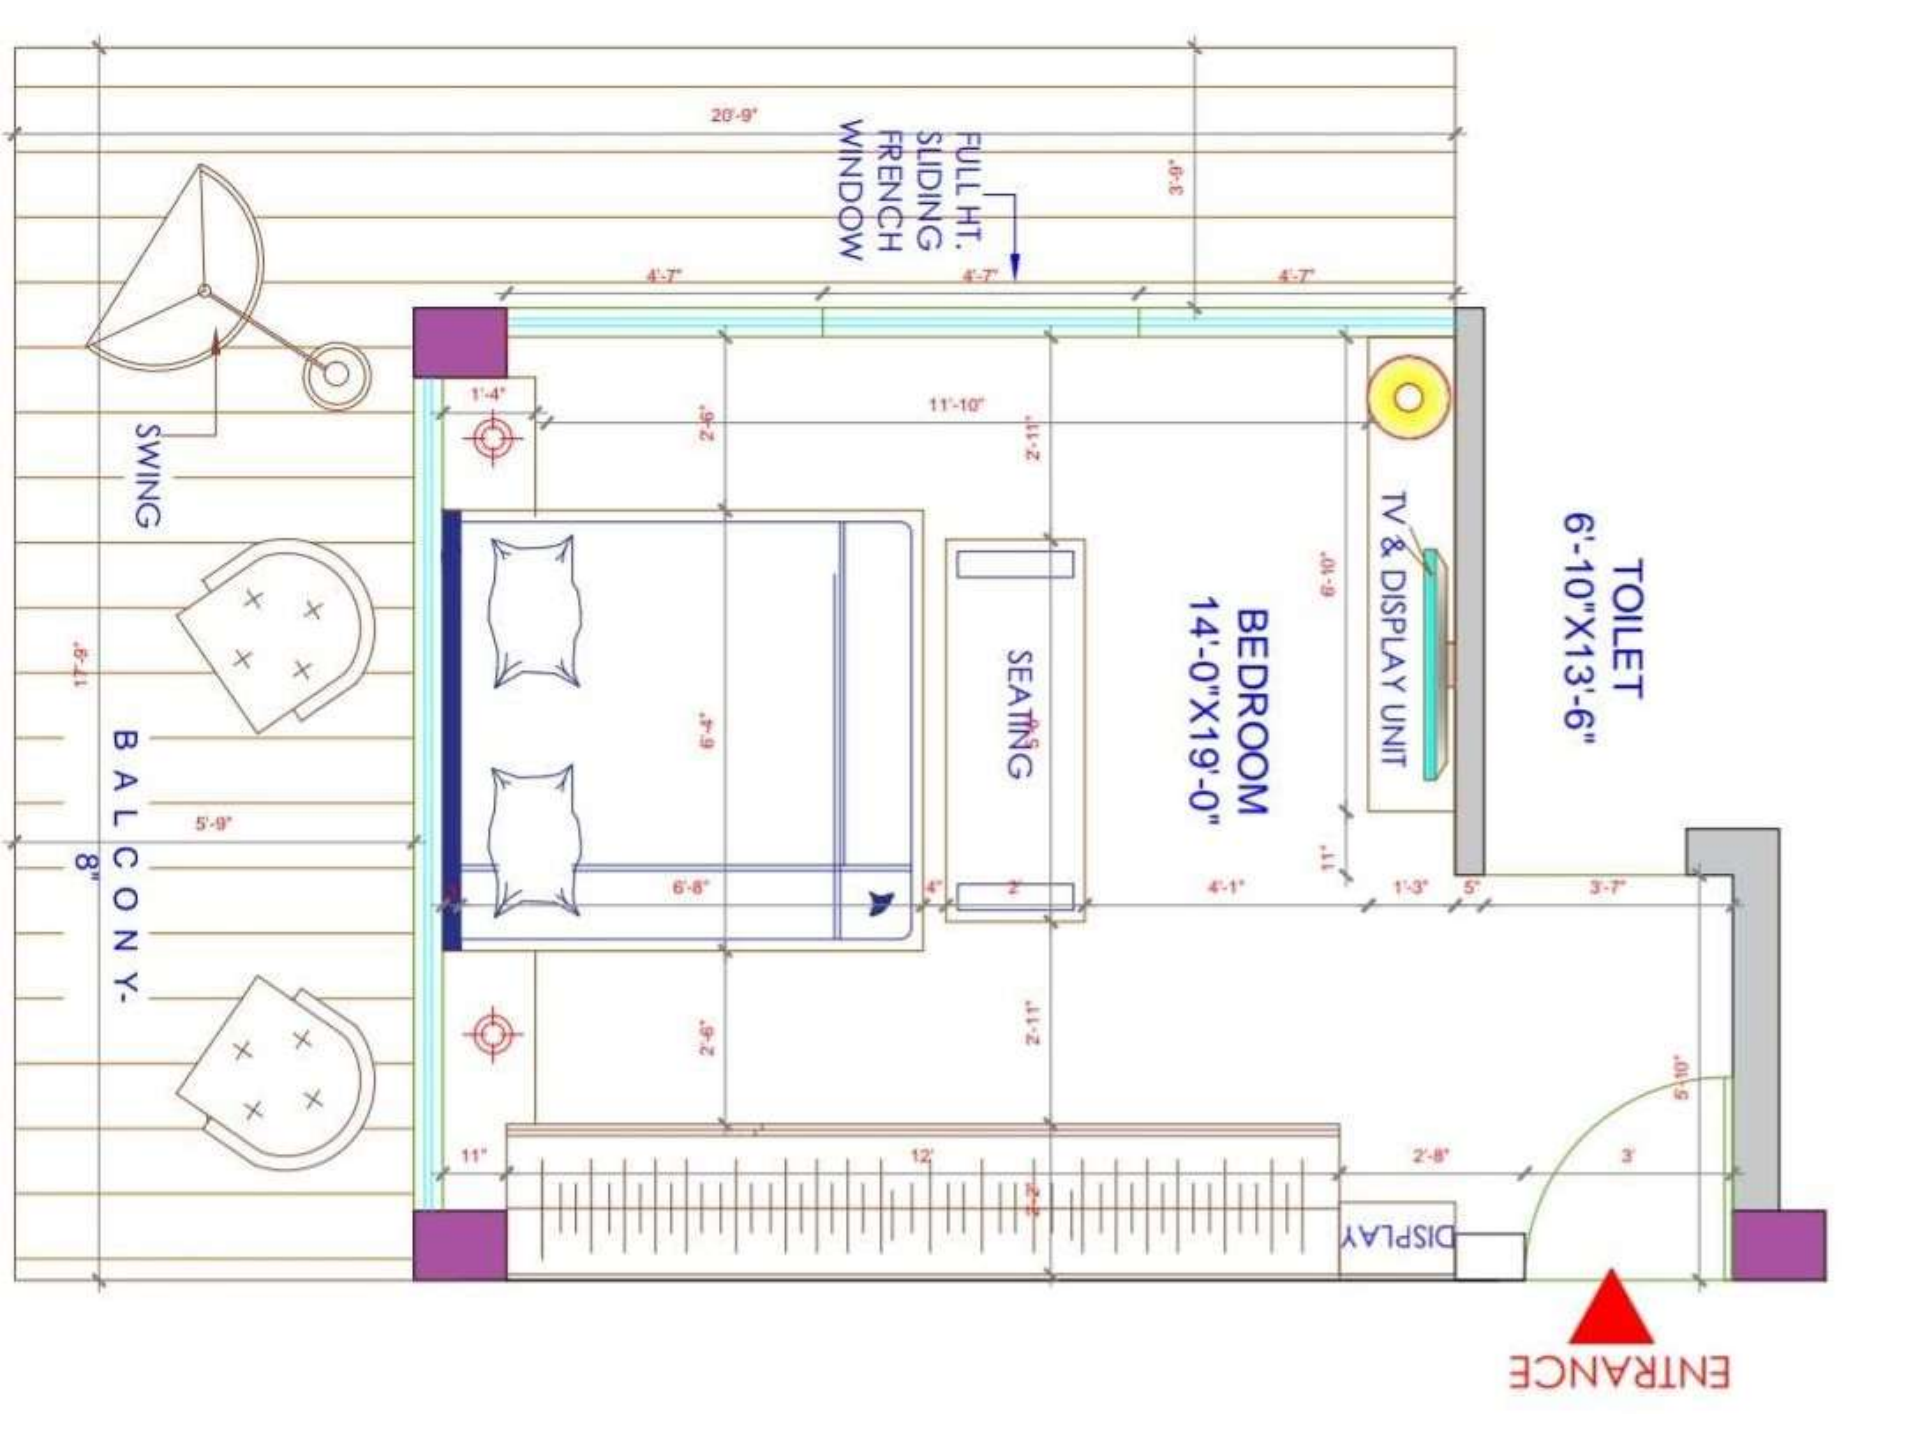 20'-9"
FULL HT.
SLIDING
FRENCH
WINDOW
3'-9"
4'-7"
4'-7"
4'-7"
1'-4"
11'-10"
2'-6"
2'-11"
SWING
TV & DISPLAY UNIT
TOILET
6'-10"X13'-6"
BEDROOM
14'-0"X19'-0"
6'-10"
17'-9"
6'-4"
SEATING
BALCONY-
8"
5'-9"
11"
6'-8"
4"
2'
4'-1"
1'-3"
5"
3'-7"
2'-6"
2'-11"
5'-10"
11"
12'
2'-2"
2'-8"
3'
DISPLAY
ENTRANCE